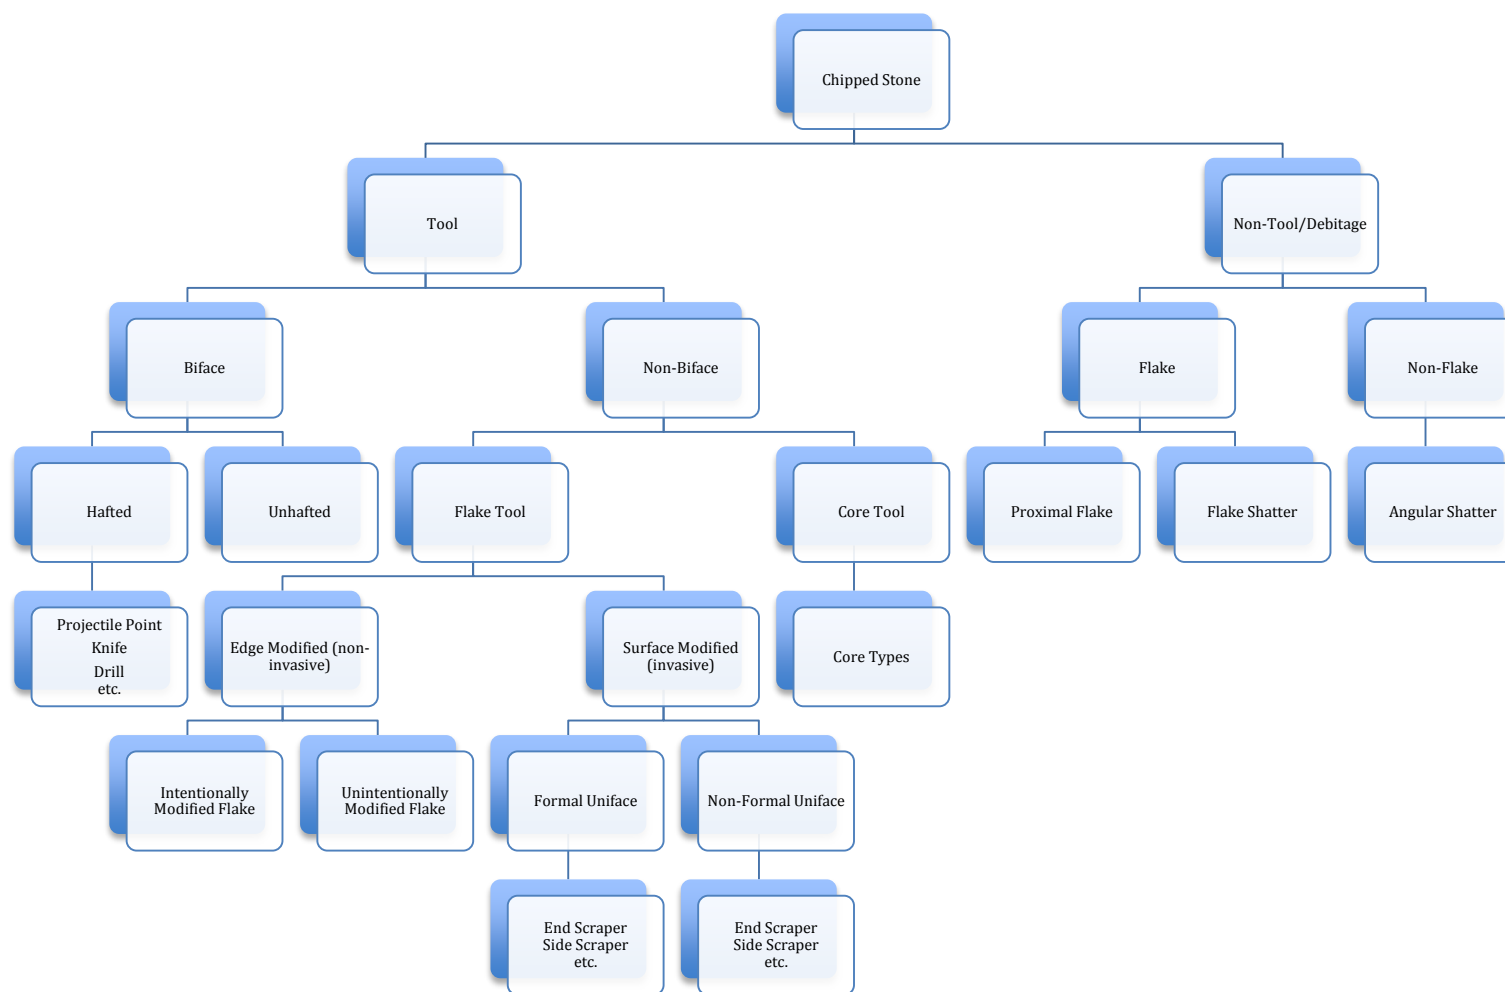 Chipped Stone
Tool
Non-Tool/Debitage
Biface
Non-Biface
Flake
Non-Flake
Hafted
Unhafted
Flake Tool
Core Tool
Proximal Flake
Flake Shatter
Angular Shatter
Projectile Point
Knife
Drill
etc.
Edge Modified (non-
invasive)
Surface Modified
(invasive)
Core Types
Intentionally
Modified Flake
Unintentionally
Modified Flake
Formal Uniface
Non-Formal Uniface
End Scraper
Side Scraper
etc.
End Scraper
Side Scraper
etc.